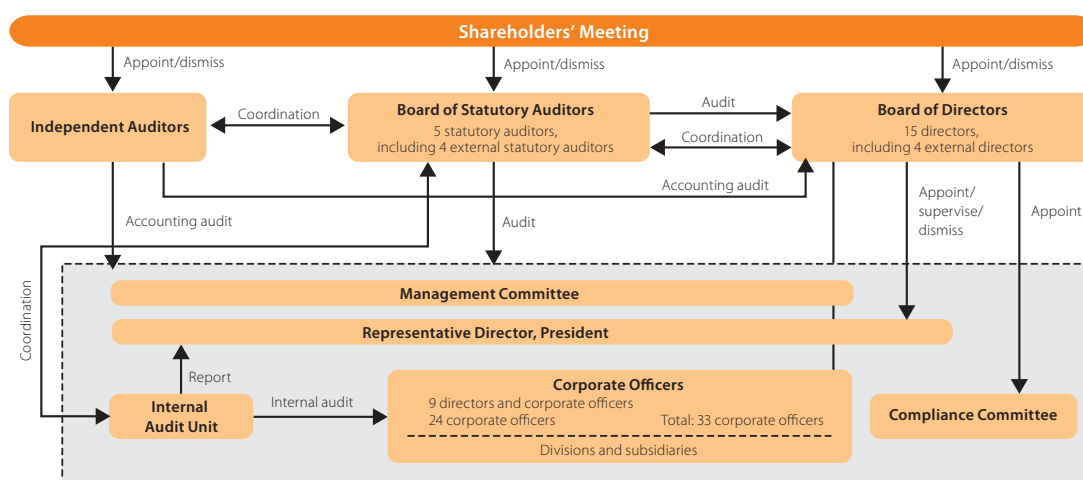 Shareholders’ Meeting
Appoint/dismiss
Appoint/dismiss
Appoint/dismiss
Independent Auditors
Coordination
Board of Statutory Auditors
5 statutory auditors,
including 4 external statutory auditors
Audit
Coordination
Board of Directors
15 directors,
including 4 external directors
Accounting audit
Accounting audit
Audit
Appoint/
supervise/
dismiss
Appoint
Coordination
Management Committee
Representative Director, President
Report
Internal
Audit Unit
Internal audit
Corporate Officers
9 directors and corporate officers
24 corporate officers Total: 33 corporate officers
Divisions and subsidiaries
Compliance Committee